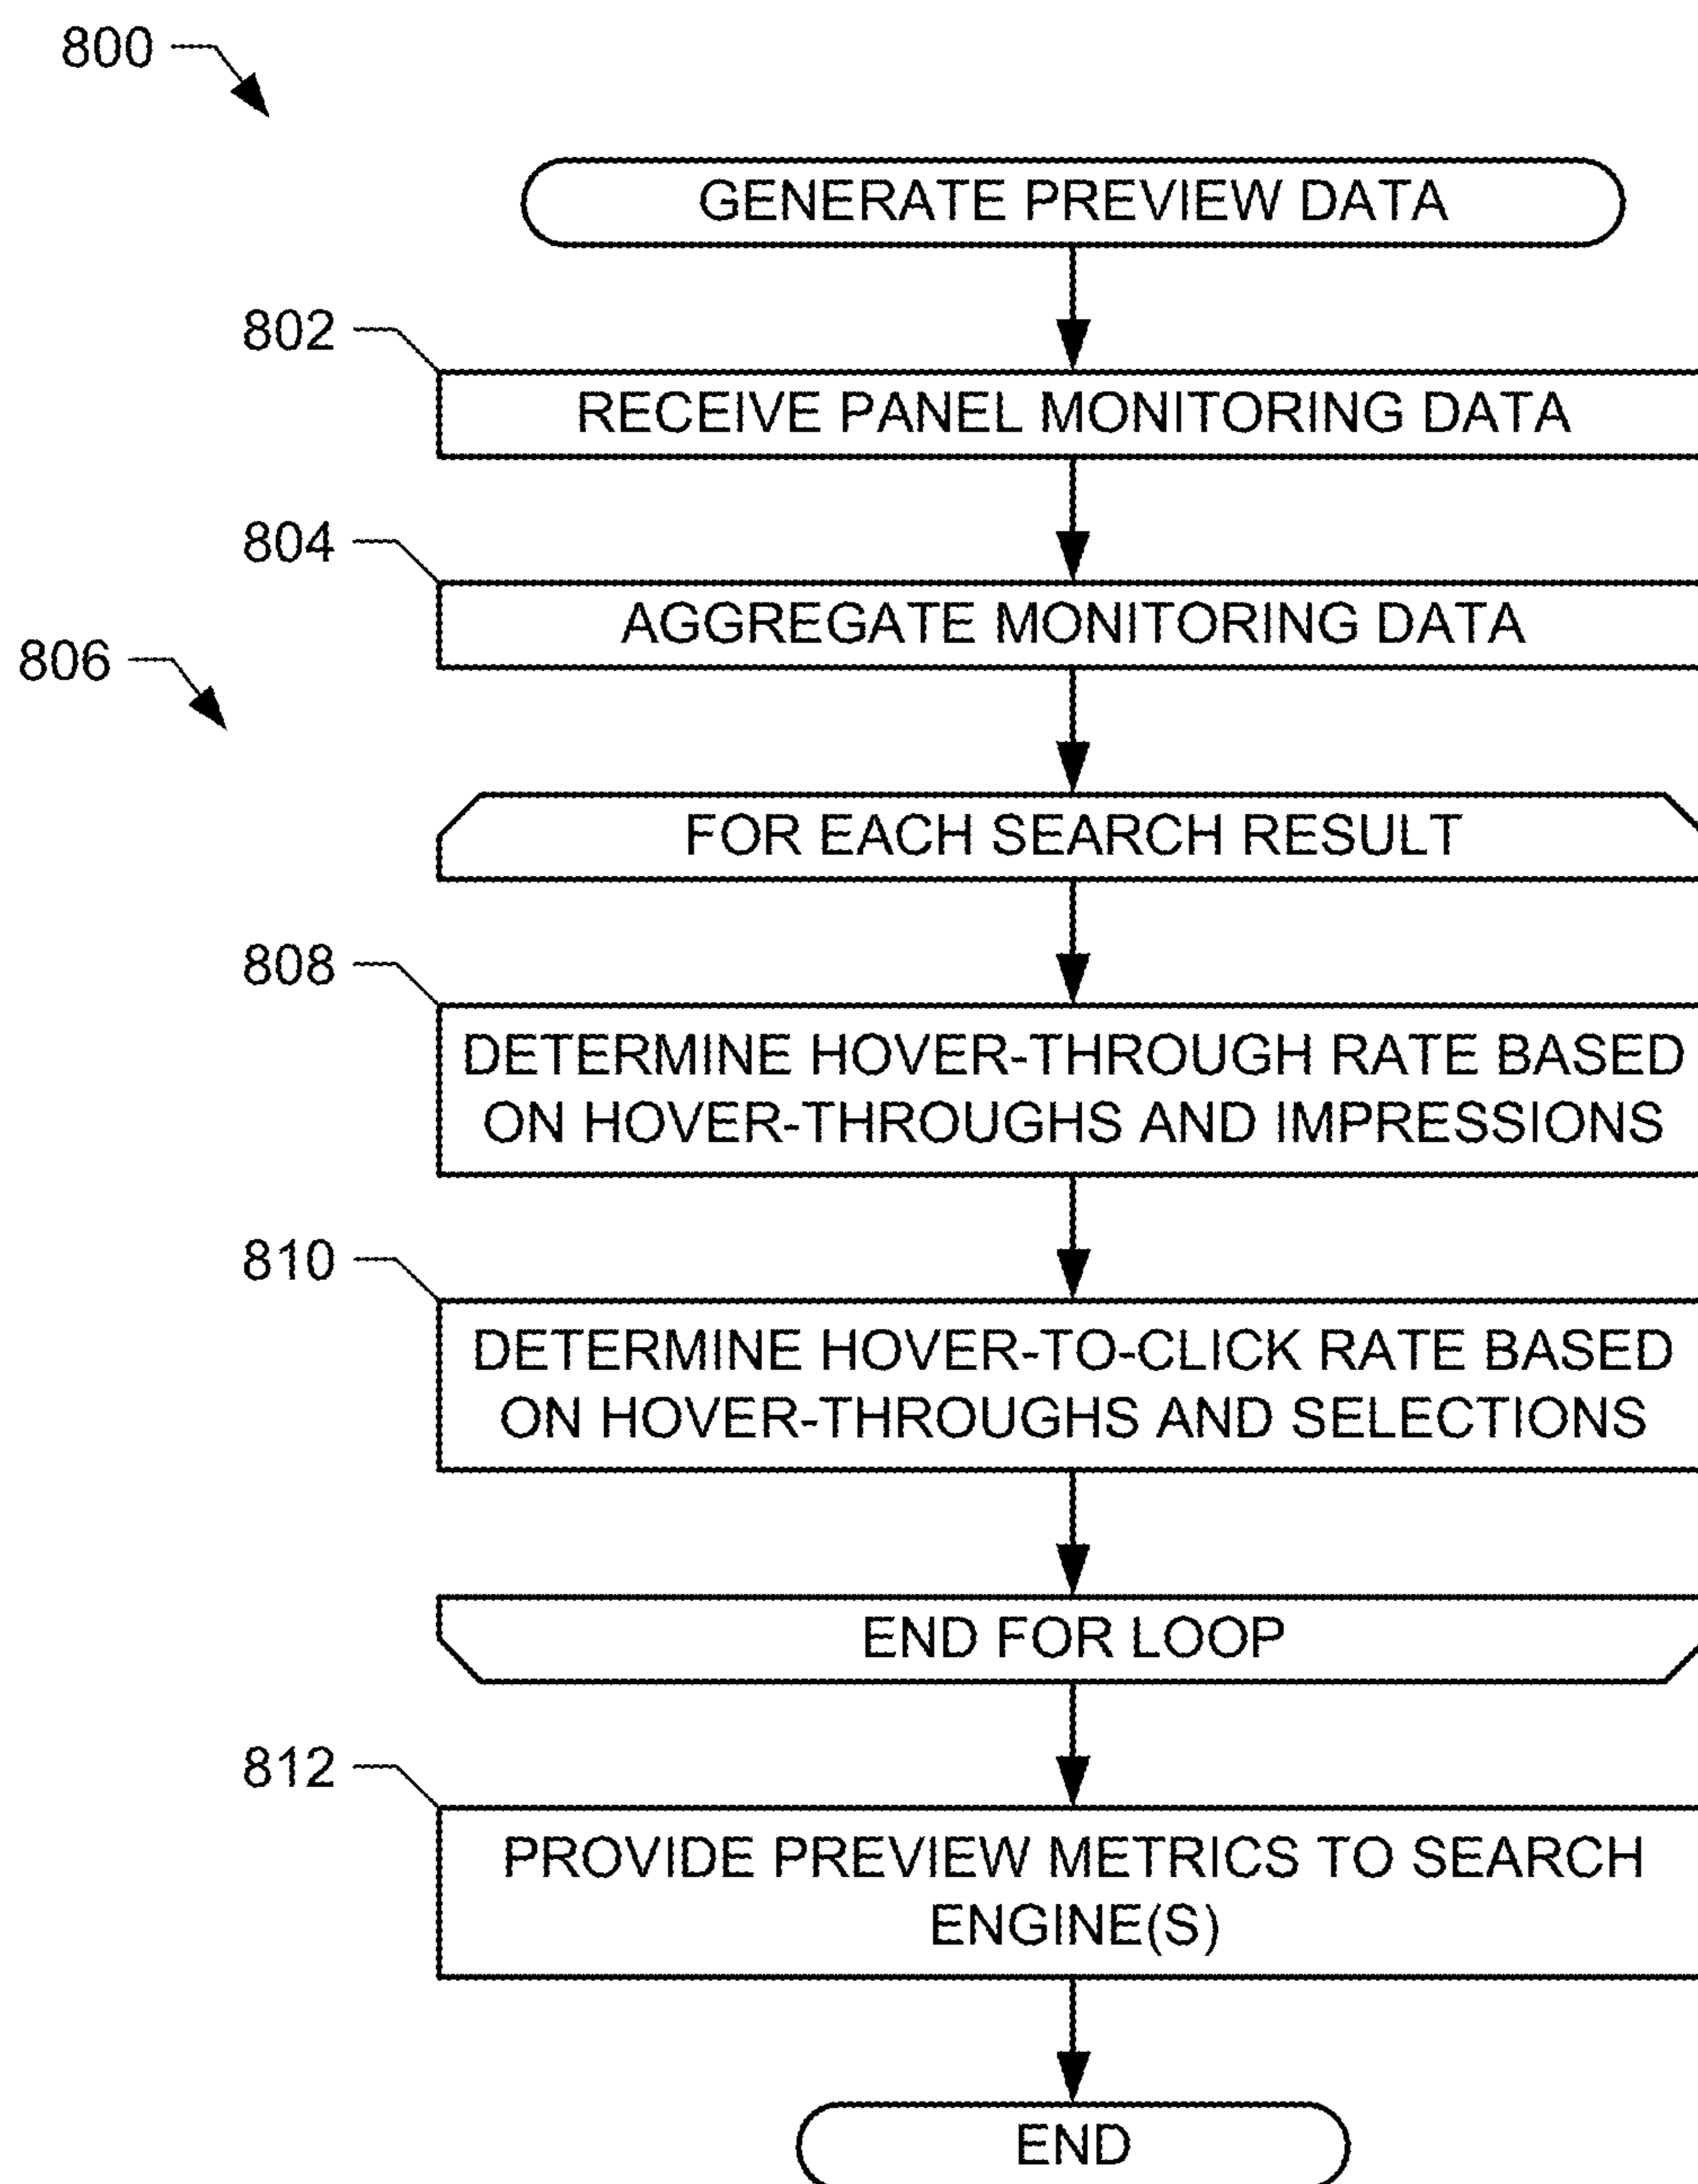 800
GENERATE PREVIEW DATA
802
RECEIVE PANEL MONITORING DATA
804
AGGREGATE MONITORING DATA
806
FOR EACH SEARCH RESULT
808
DETERMINE HOVER-THROUGH RATE BASED
ON HOVER-THROUGHS AND IMPRESSIONS
810
DETERMINE HOVER-TO-CLICK RATE BASED
ON HOVER-THROUGHS AND SELECTIONS
END FOR LOOP
812
PROVIDE PREVIEW METRICS TO SEARCH
ENGINE(S)
END